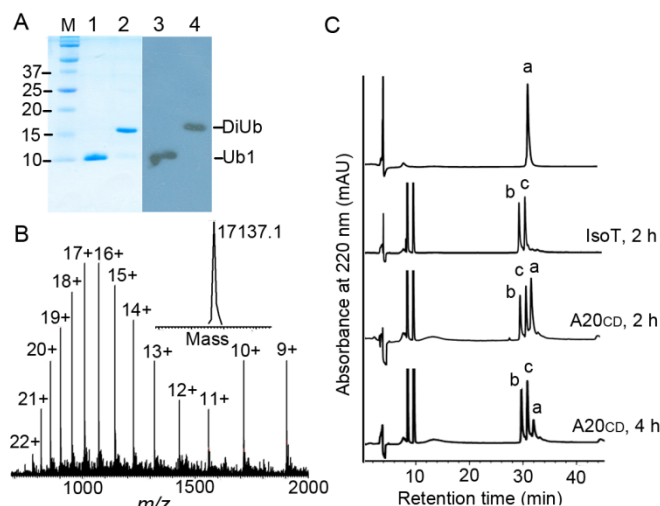 A
M 1 2 3 4
37
25
20
15
10
DiUb
Ub1
B
17137.1
Mass
22+
21+
20+
19+
18+
17+
16+
15+
14+
13+
12+
11+
10+
9+
1000 1500 2000
m/z
C
Absorbance at 220 nm (mAU)
a
b c
IsoT, 2 h
b c a
A20CD, 2 h
b c a
A20CD, 4 h
0 20 40
Retention time (min)